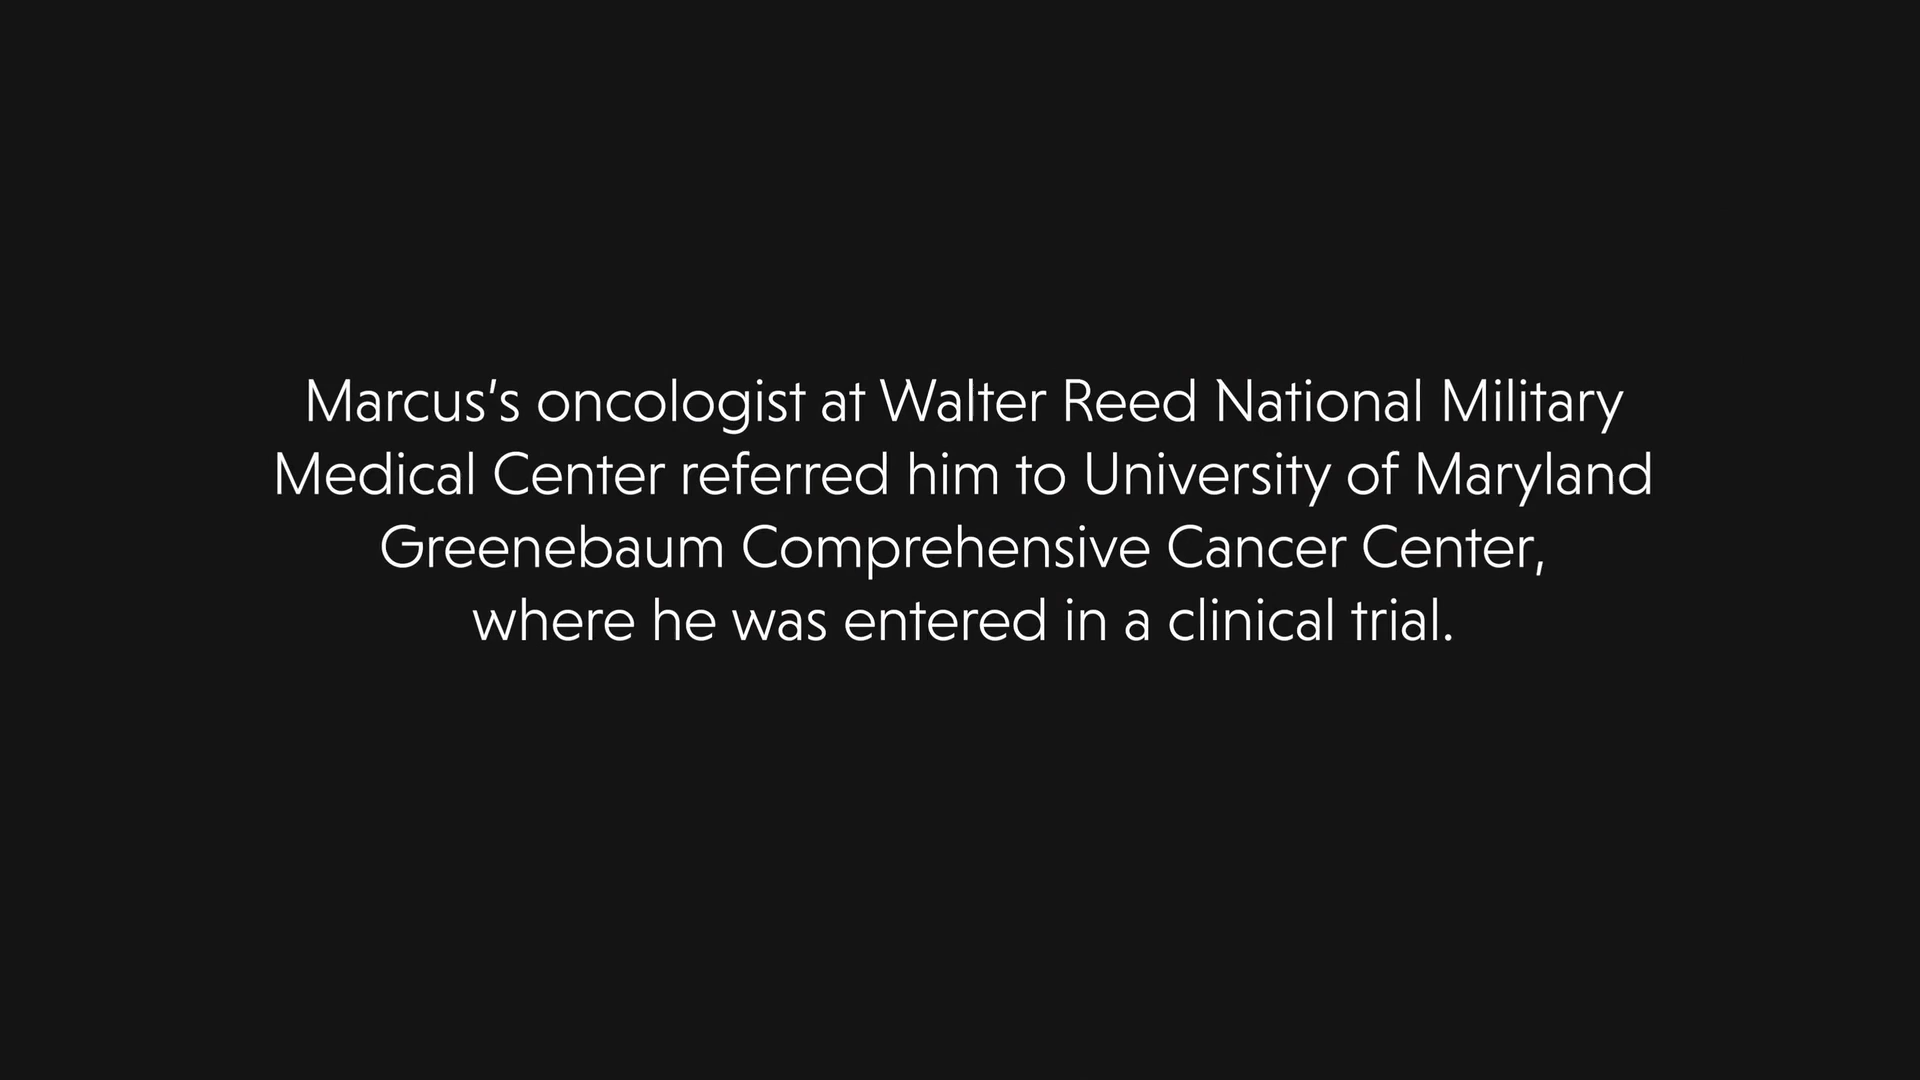 Marcus’s oncologist at Walter Reed National Military
Medical Center referred him to University of Maryland
Greenebaum Comprehensive Cancer Center,
where he was entered in a clinical trial.